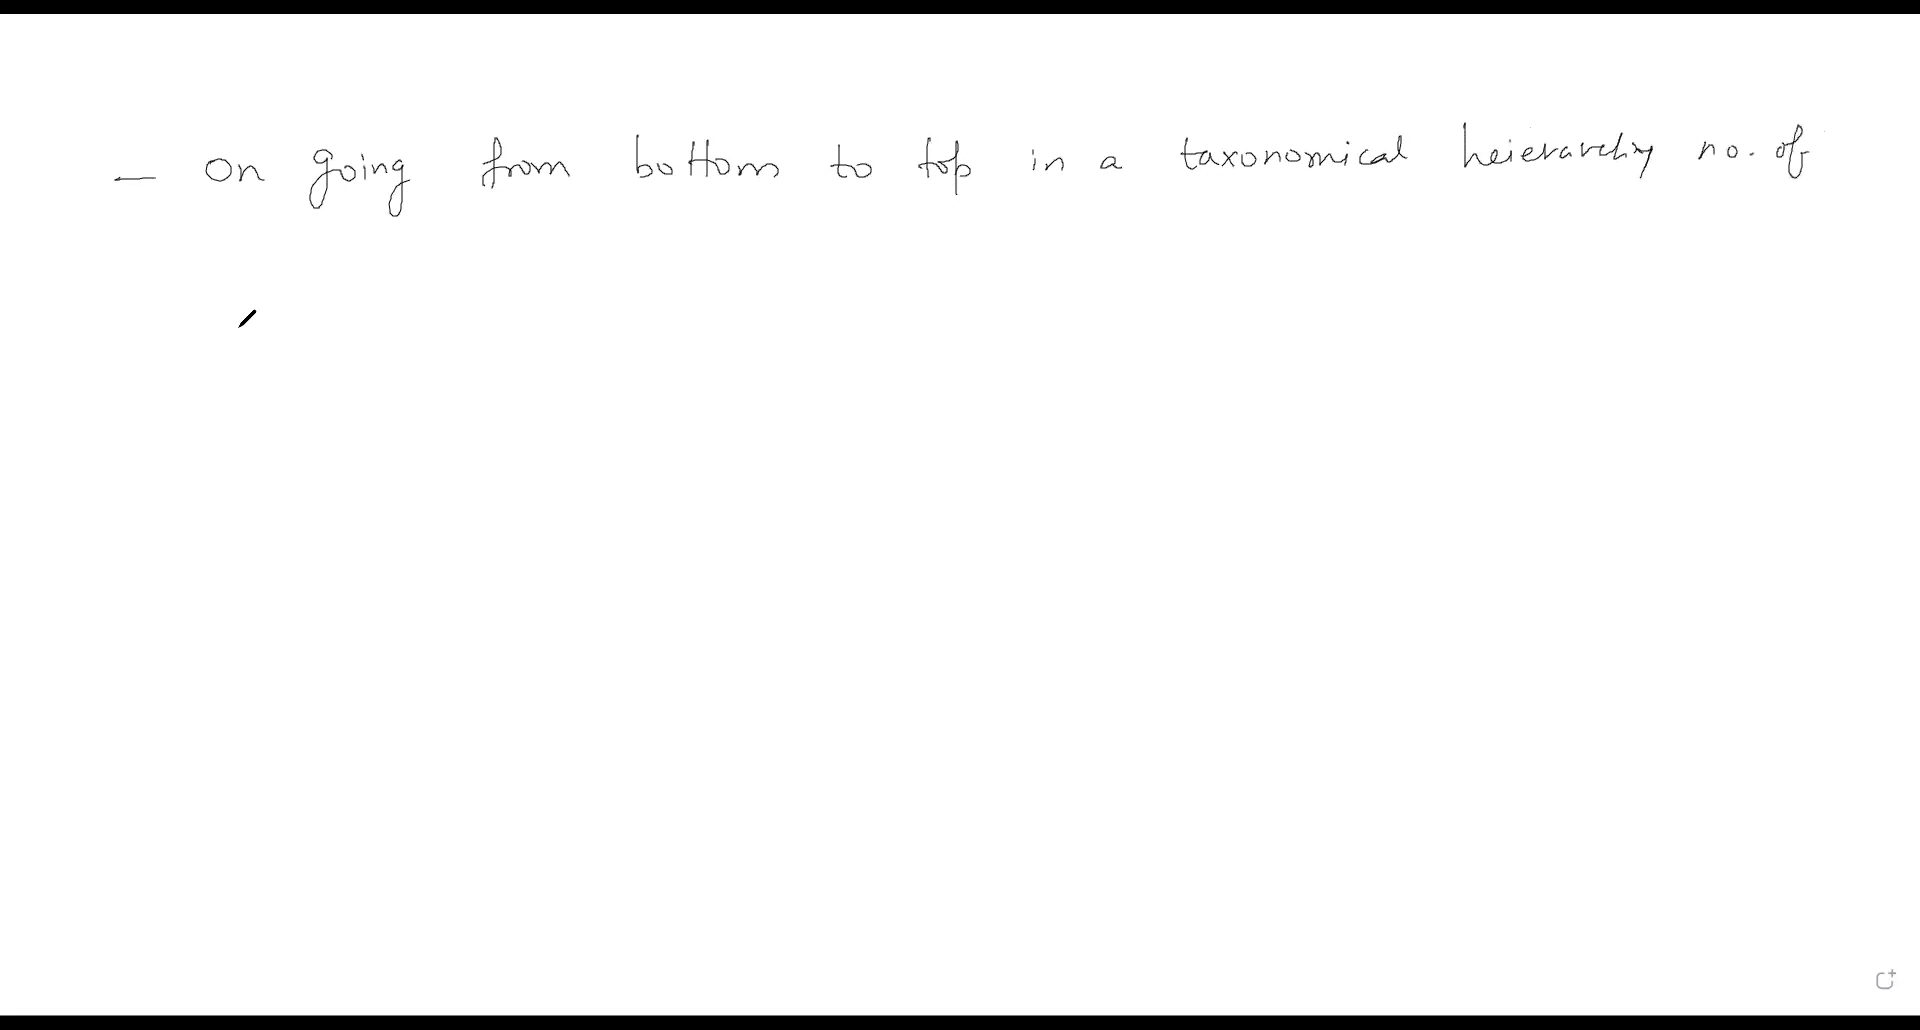 — on going from bottom to top in a taxonomical heierarchy no. of